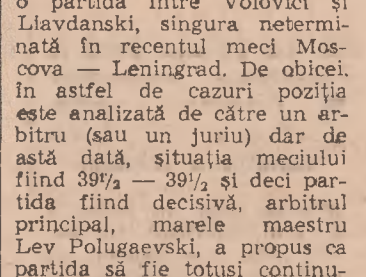 o partida între Volovici și
Liavdanski, singura netermi-
nată în recentul meci Mos-
cova — Leningrad. De obicei.
în astfel de cazuri poziția
este analizată de către un ar-
bitru (sau un juriu) dar de
astă dată, situația meciului
fiind 39¹/₂ — 39¹/₂ și deci par-
tida fiind decisivă, arbitrul
principal, marele maestru
Lev Polugaevski, a propus ca
partida să fie totuși continu-